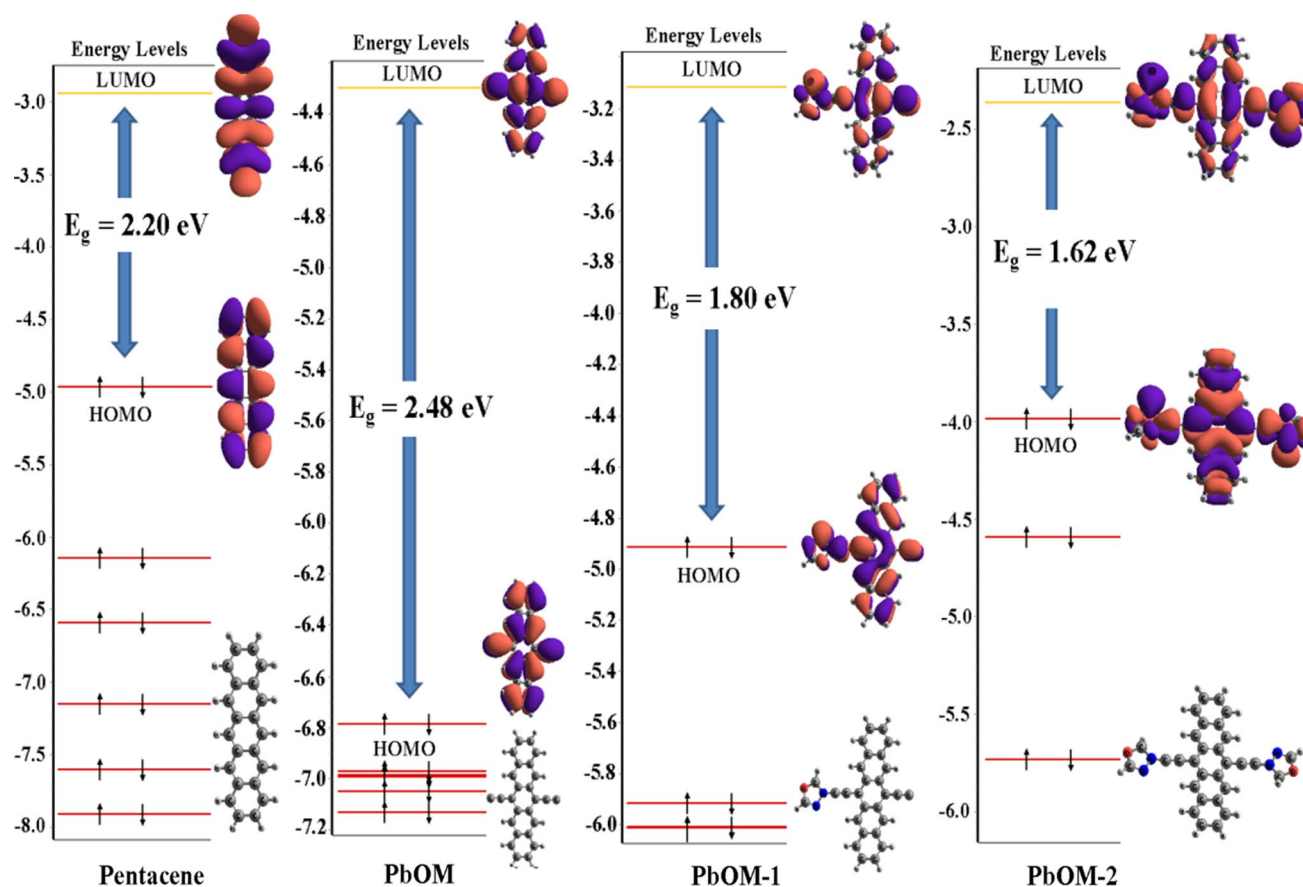 Energy Levels
LUMO
-3.0
-3.5
E_g = 2.20 eV
-4.0
-4.5
-5.0
HOMO
-5.5
-6.0
-6.5
-7.0
-7.5
-8.0
Pentacene
Energy Levels
LUMO
-4.4
-4.6
-4.8
-5.0
-5.2
-5.4
E_g = 2.48 eV
-5.6
-5.8
-6.0
-6.2
-6.4
-6.6
-6.8
HOMO
-7.0
-7.2
PbOM
Energy Levels
LUMO
-3.2
-3.4
-3.6
-3.8
E_g = 1.80 eV
-4.0
-4.2
-4.4
-4.6
-4.8
-5.0
HOMO
-5.2
-5.4
-5.6
-5.8
-6.0
PbOM-1
Energy Levels
LUMO
-2.5
-3.0
E_g = 1.62 eV
-3.5
-4.0
HOMO
-4.5
-5.0
-5.5
-6.0
PbOM-2